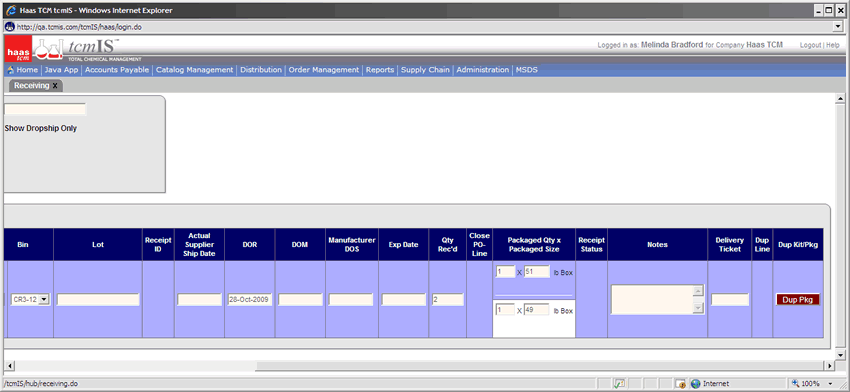 Haas TCM tcmIS - Windows Internet Explorer
http://qa.tcmis.com/tcmIS/haas/login.do
haas tcm
tcmIS™
TOTAL CHEMICAL MANAGEMENT
Logged in as: Melinda Bradford for Company Haas TCM
Logout | Help
Home | Java App | Accounts Payable | Catalog Management | Distribution | Order Management | Reports | Supply Chain | Administration | MSDS
Receiving X
Show Dropship Only
Bin
Lot
Receipt ID
Actual Supplier Ship Date
DOR
DOM
Manufacturer DOS
Exp Date
Qty Rec'd
Close PO-Line
Packaged Qty x Packaged Size
Receipt Status
Notes
Delivery Ticket
Dup Line
Dup Kit/Pkg
CR3-12
28-Oct-2009
2
1 X 51 lb Box
1 X 49 lb Box
Dup Pkg
/tcmIS/hub/receiving.do
Internet
100%